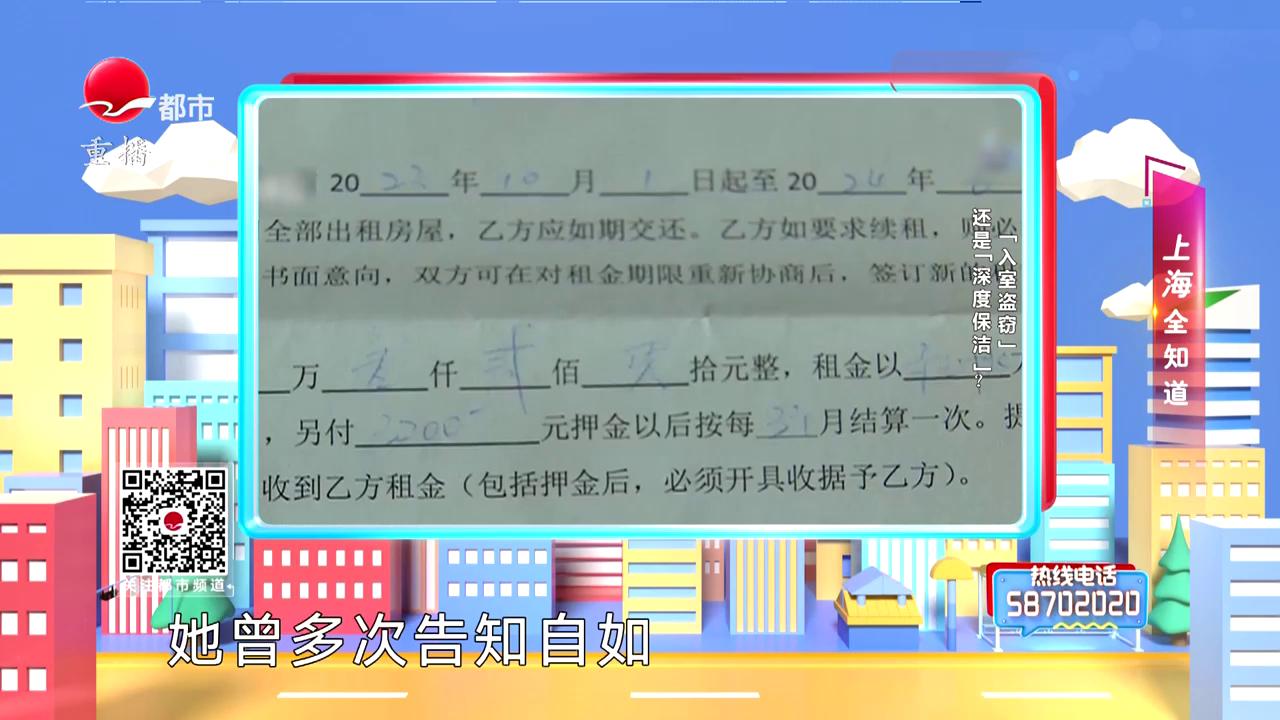 都市
重播
20 22 年 10 月 1 日起至 20 24 年
全部出租房屋，乙方应如期交还。乙方如要求续租，则必
书面意向，双方可在对租金期限重新协商后，签订新的
万 仟 贰 佰 拾元整，租金以
，另付 2200 元押金以后按每 3个 月结算一次。提
收到乙方租金（包括押金后，必须开具收据予乙方）。
「入室盗窃」
还是「深度保洁」？
上海全知道
关注都市频道
热线电话
58702020
她曾多次告知自如